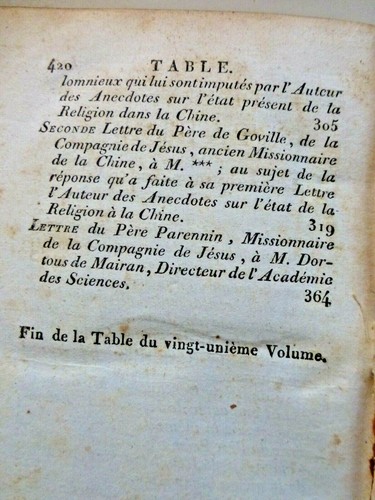 420 TABLE.
lomnieux qui lui sont imputés par l'Auteur
des Anecdotes sur l'état présent de la
Religion dans la Chine. 305
SECONDE Lettre du Père de Goville, de la
Compagnie de Jésus, ancien Missionnaire
de la Chine, à M. ***; au sujet de la
réponse qu'a faite à sa première Lettre
l'Auteur des Anecdotes sur l'état de la
Religion à la Chine. 319
LETTRE du Père Parennin, Missionnaire
de la Compagnie de Jésus, à M. Dor-
tous de Mairan, Directeur de l'Académie
des Sciences. 364
Fin de la Table du vingt-unième Volume.